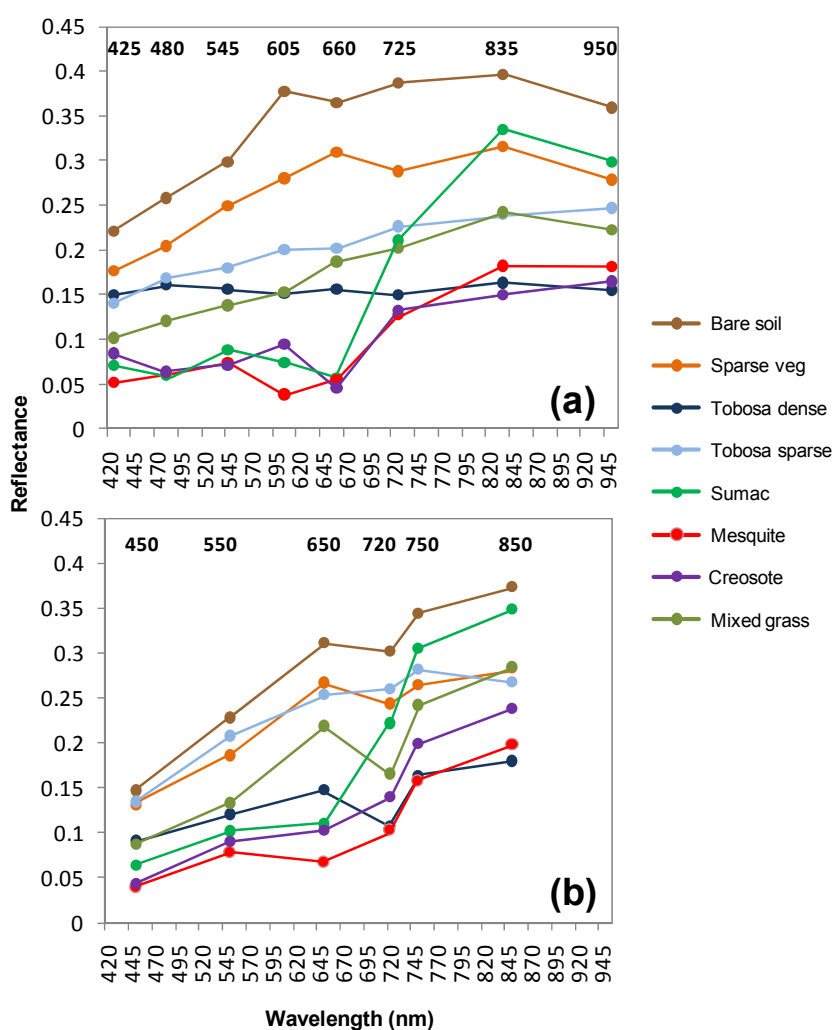 0.45
425 480 545 605 660 725 835 950
0.4
0.35
0.3
0.25
0.2
0.15
0.1
0.05
0
(a)
420 445 470 495 520 545 570 595 620 645 670 695 720 745 770 795 820 845 870 895 920 945
Reflectance
Bare soil
Sparse veg
Tobosa dense
Tobosa sparse
Sumac
Mesquite
Creosote
Mixed grass
0.45
450 550 650 720 750 850
0.4
0.35
0.3
0.25
0.2
0.15
0.1
0.05
0
(b)
420 445 470 495 520 545 570 595 620 645 670 695 720 745 770 795 820 845 870 895 920 945
Wavelength (nm)